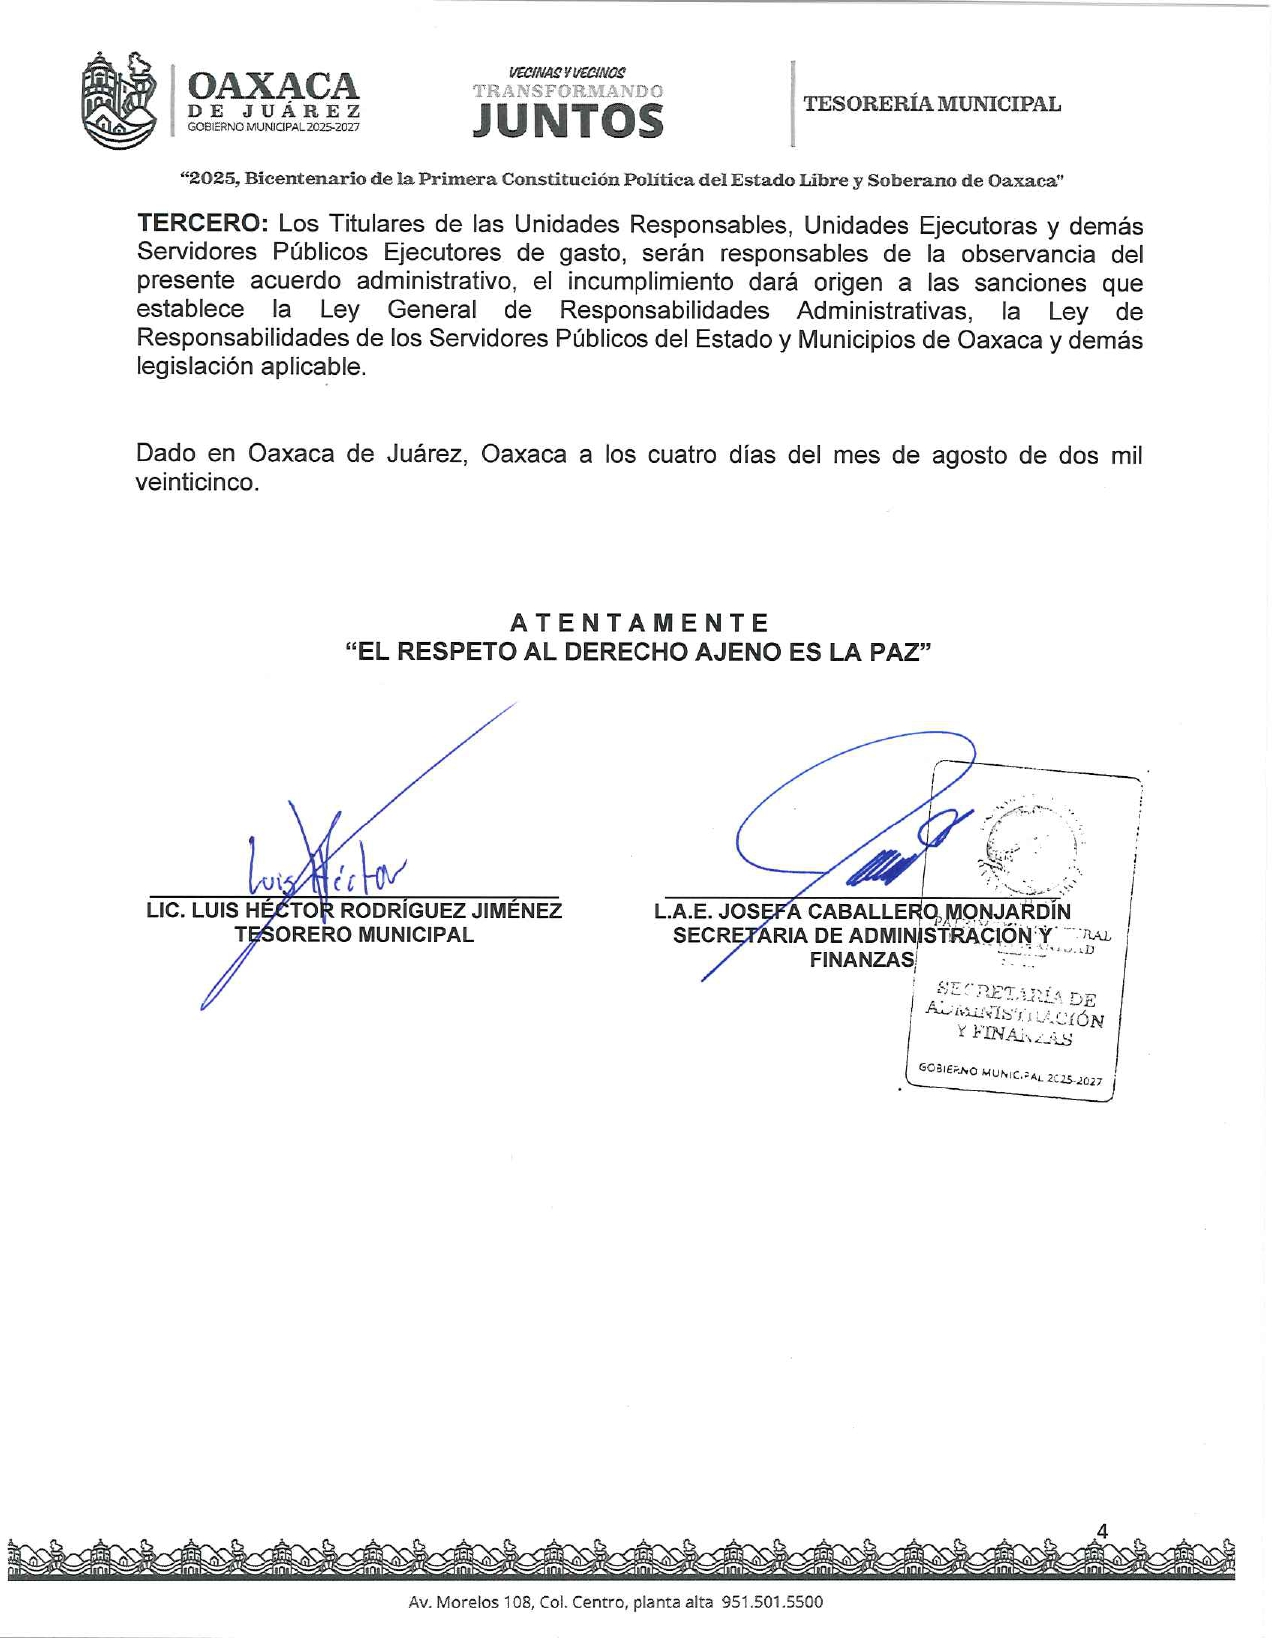 OAXACA
DE JUÁREZ
GOBIERNO MUNICIPAL 2025-2027
VECINAS Y VECINOS
TRANSFORMANDO
JUNTOS
TESORERÍA MUNICIPAL
“2025, Bicentenario de la Primera Constitución Política del Estado Libre y Soberano de Oaxaca”
TERCERO: Los Titulares de las Unidades Responsables, Unidades Ejecutoras y demás
Servidores Públicos Ejecutores de gasto, serán responsables de la observancia del
presente acuerdo administrativo, el incumplimiento dará origen a las sanciones que
establece la Ley General de Responsabilidades Administrativas, la Ley de
Responsabilidades de los Servidores Públicos del Estado y Municipios de Oaxaca y demás
legislación aplicable.
Dado en Oaxaca de Juárez, Oaxaca a los cuatro días del mes de agosto de dos mil
veinticinco.
A T E N T A M E N T E
“EL RESPETO AL DERECHO AJENO ES LA PAZ”
Luis Héctor
LIC. LUIS HÉCTOR RODRÍGUEZ JIMÉNEZ
TESORERO MUNICIPAL
L.A.E. JOSEFA CABALLERO MONJARDÍN
SECRETARIA DE ADMINISTRACIÓN Y
FINANZAS
SECRETARÍA DE
ADMINISTRACIÓN
Y FINANZAS
GOBIERNO MUNICIPAL 2025-2027
4
Av. Morelos 108, Col. Centro, planta alta 951.501.5500